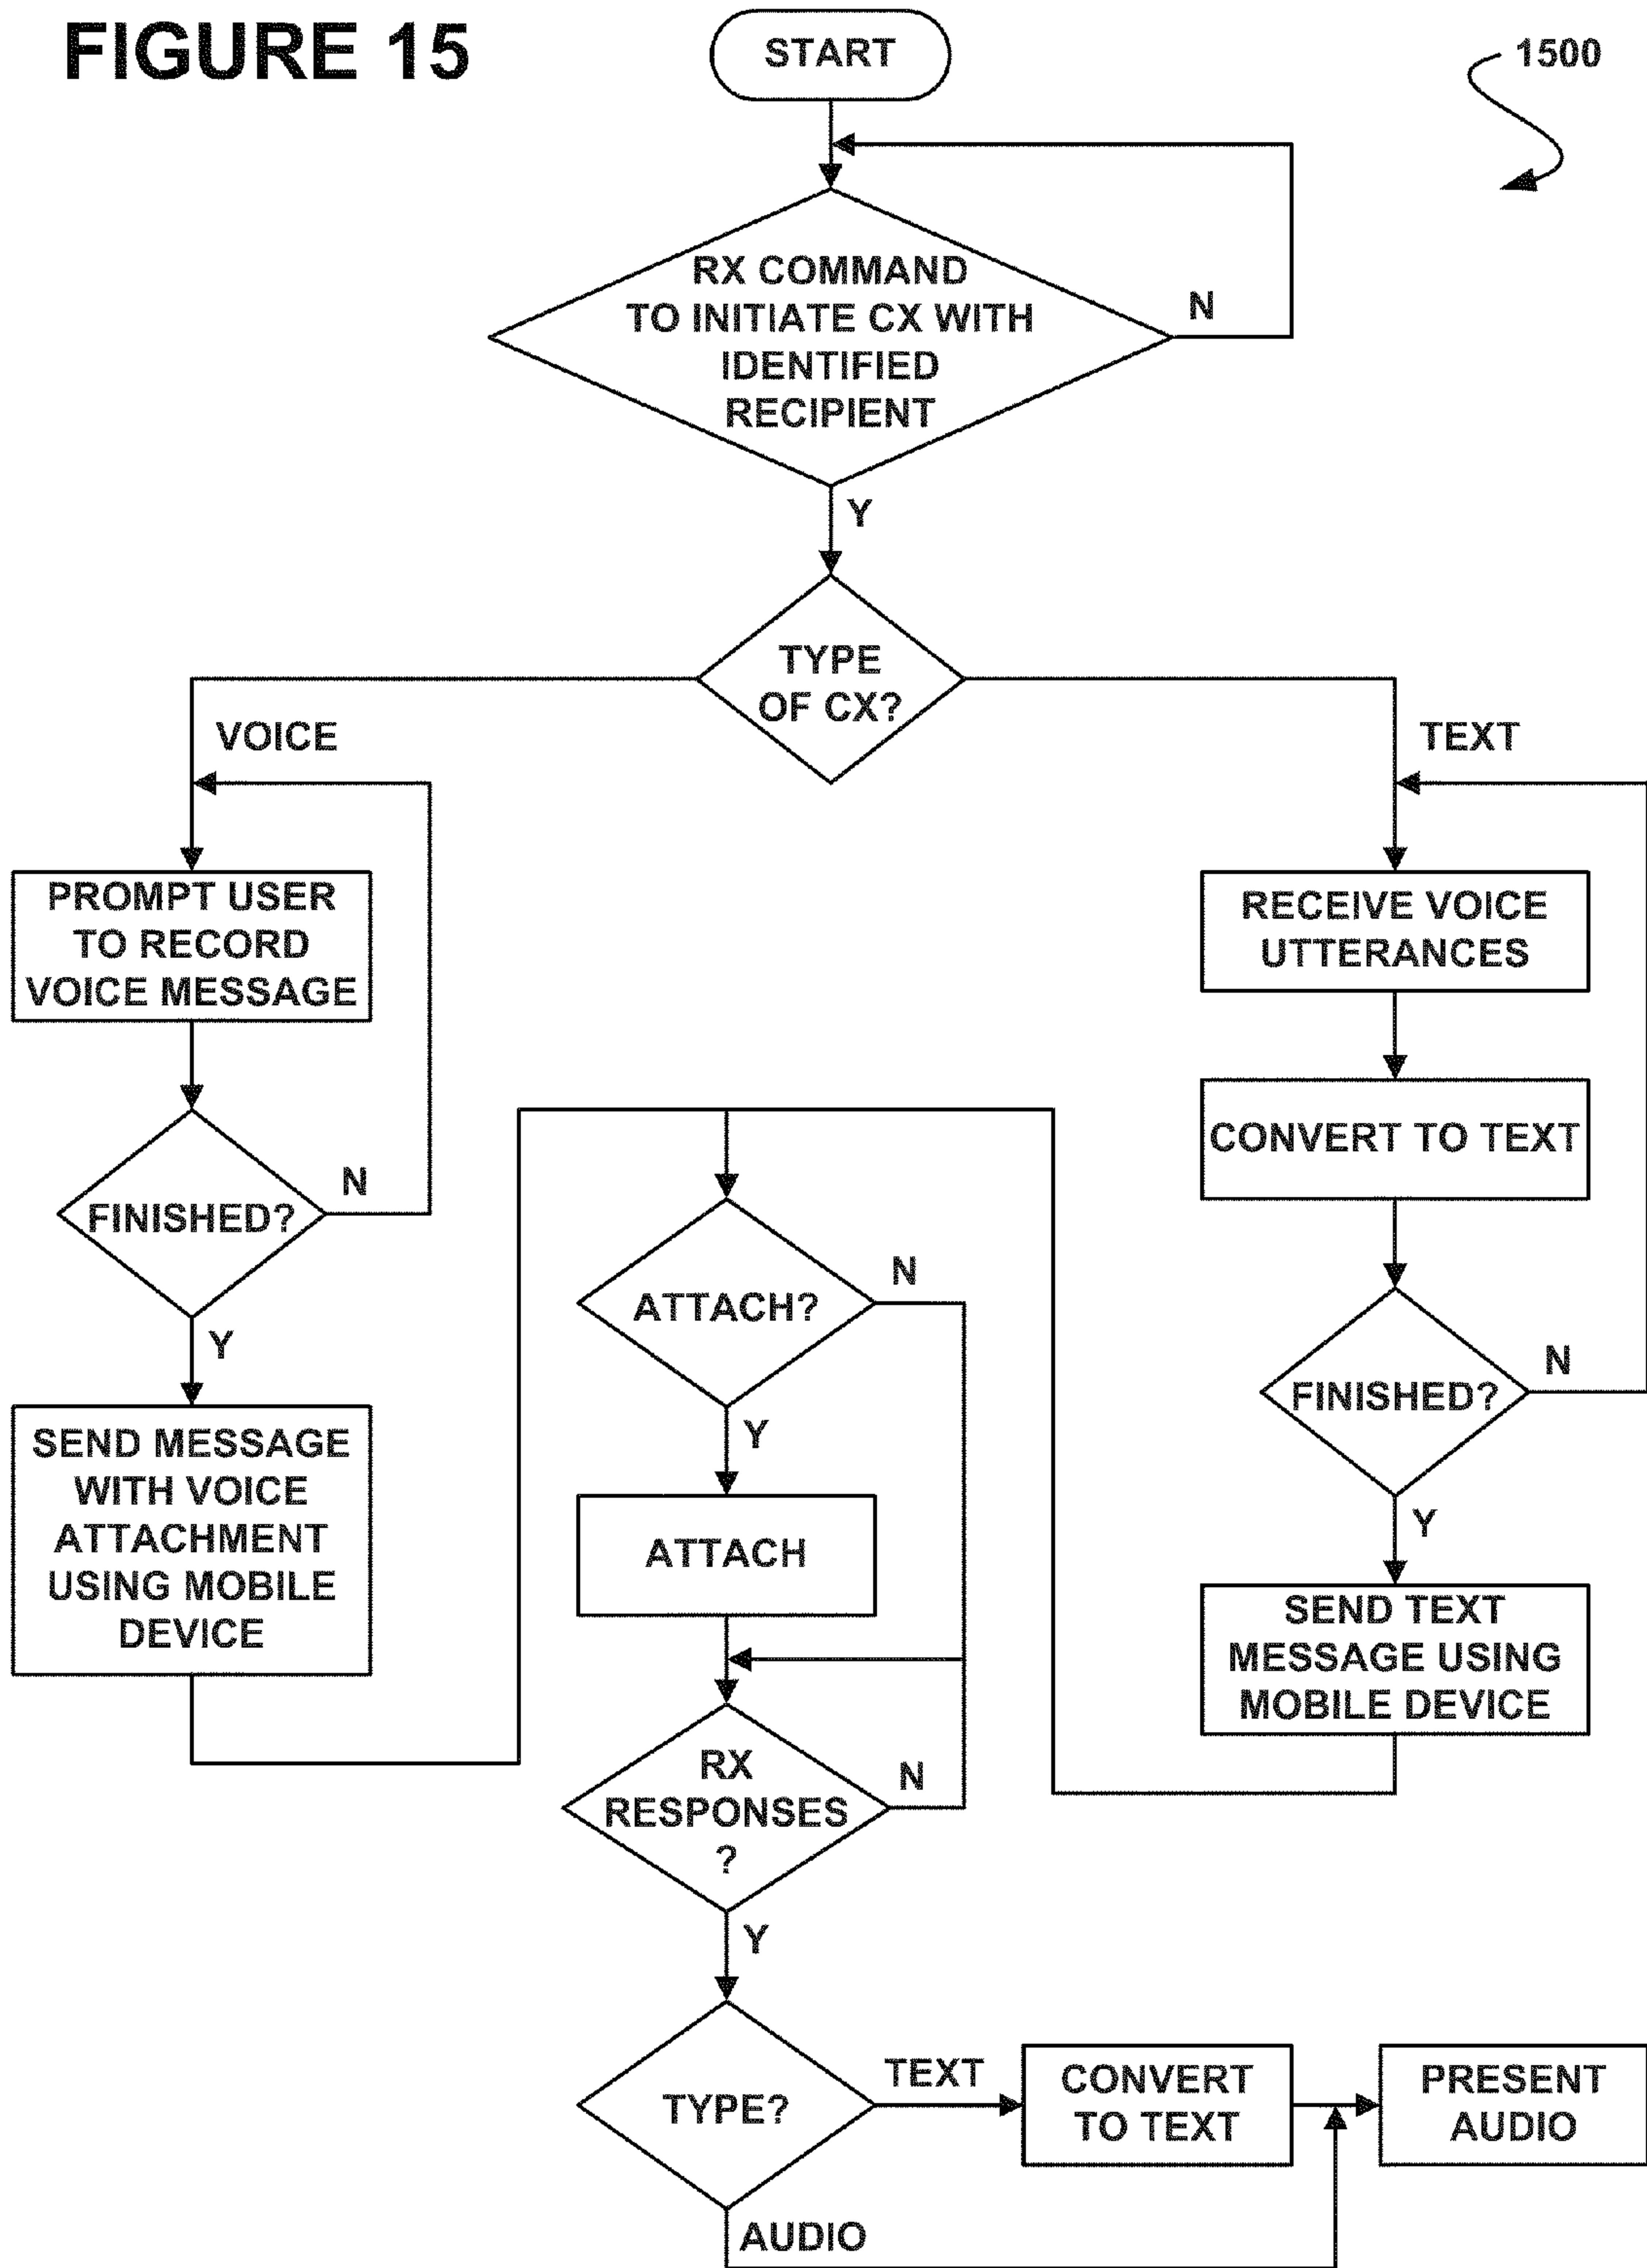 FIGURE 15
START
1500
RX COMMAND
TO INITIATE CX WITH
IDENTIFIED
RECIPIENT
N
Y
TYPE
OF CX?
VOICE
TEXT
PROMPT USER
TO RECORD
VOICE MESSAGE
RECEIVE VOICE
UTTERANCES
CONVERT TO TEXT
FINISHED?
N
Y
ATTACH?
N
Y
FINISHED?
N
Y
SEND MESSAGE
WITH VOICE
ATTACHMENT
USING MOBILE
DEVICE
ATTACH
SEND TEXT
MESSAGE USING
MOBILE DEVICE
RX
RESPONSES
?
N
Y
TYPE?
TEXT
CONVERT
TO TEXT
PRESENT
AUDIO
AUDIO